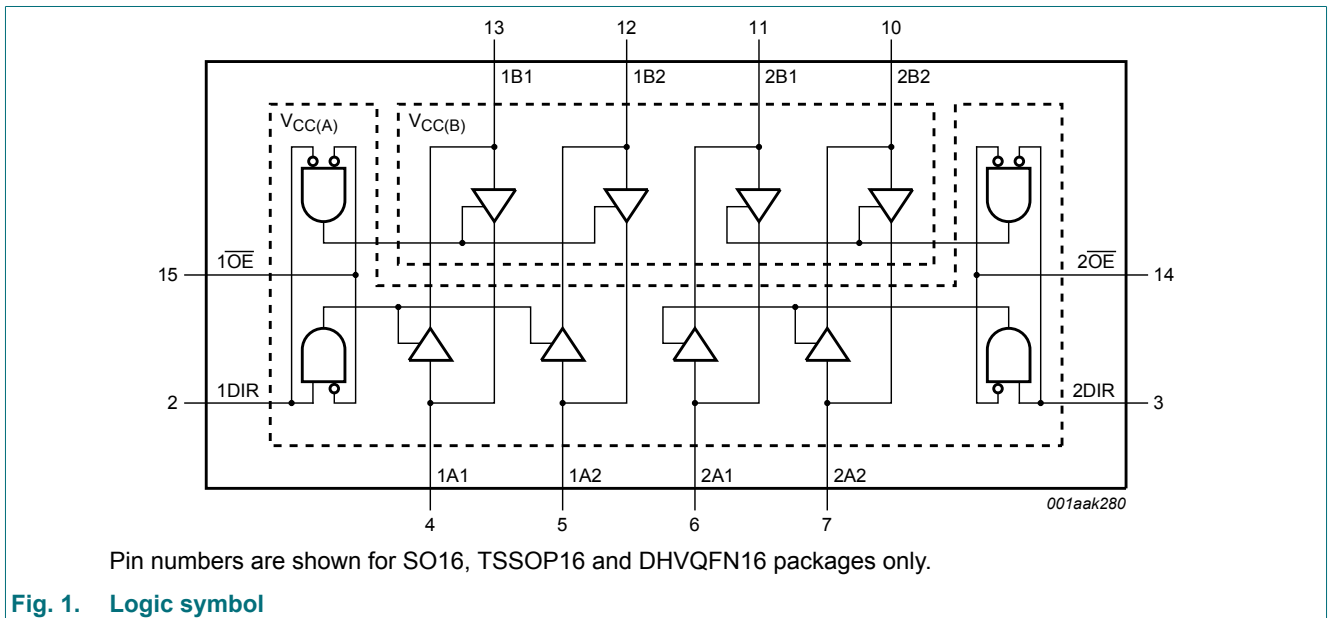 13 12 11 10
1B1 1B2 2B1 2B2
VCC(A) VCC(B)
15 1OE 2OE 14
2 1DIR 2DIR 3
1A1 1A2 2A1 2A2
001aak280
4 5 6 7
Pin numbers are shown for SO16, TSSOP16 and DHVQFN16 packages only.
Fig. 1. Logic symbol